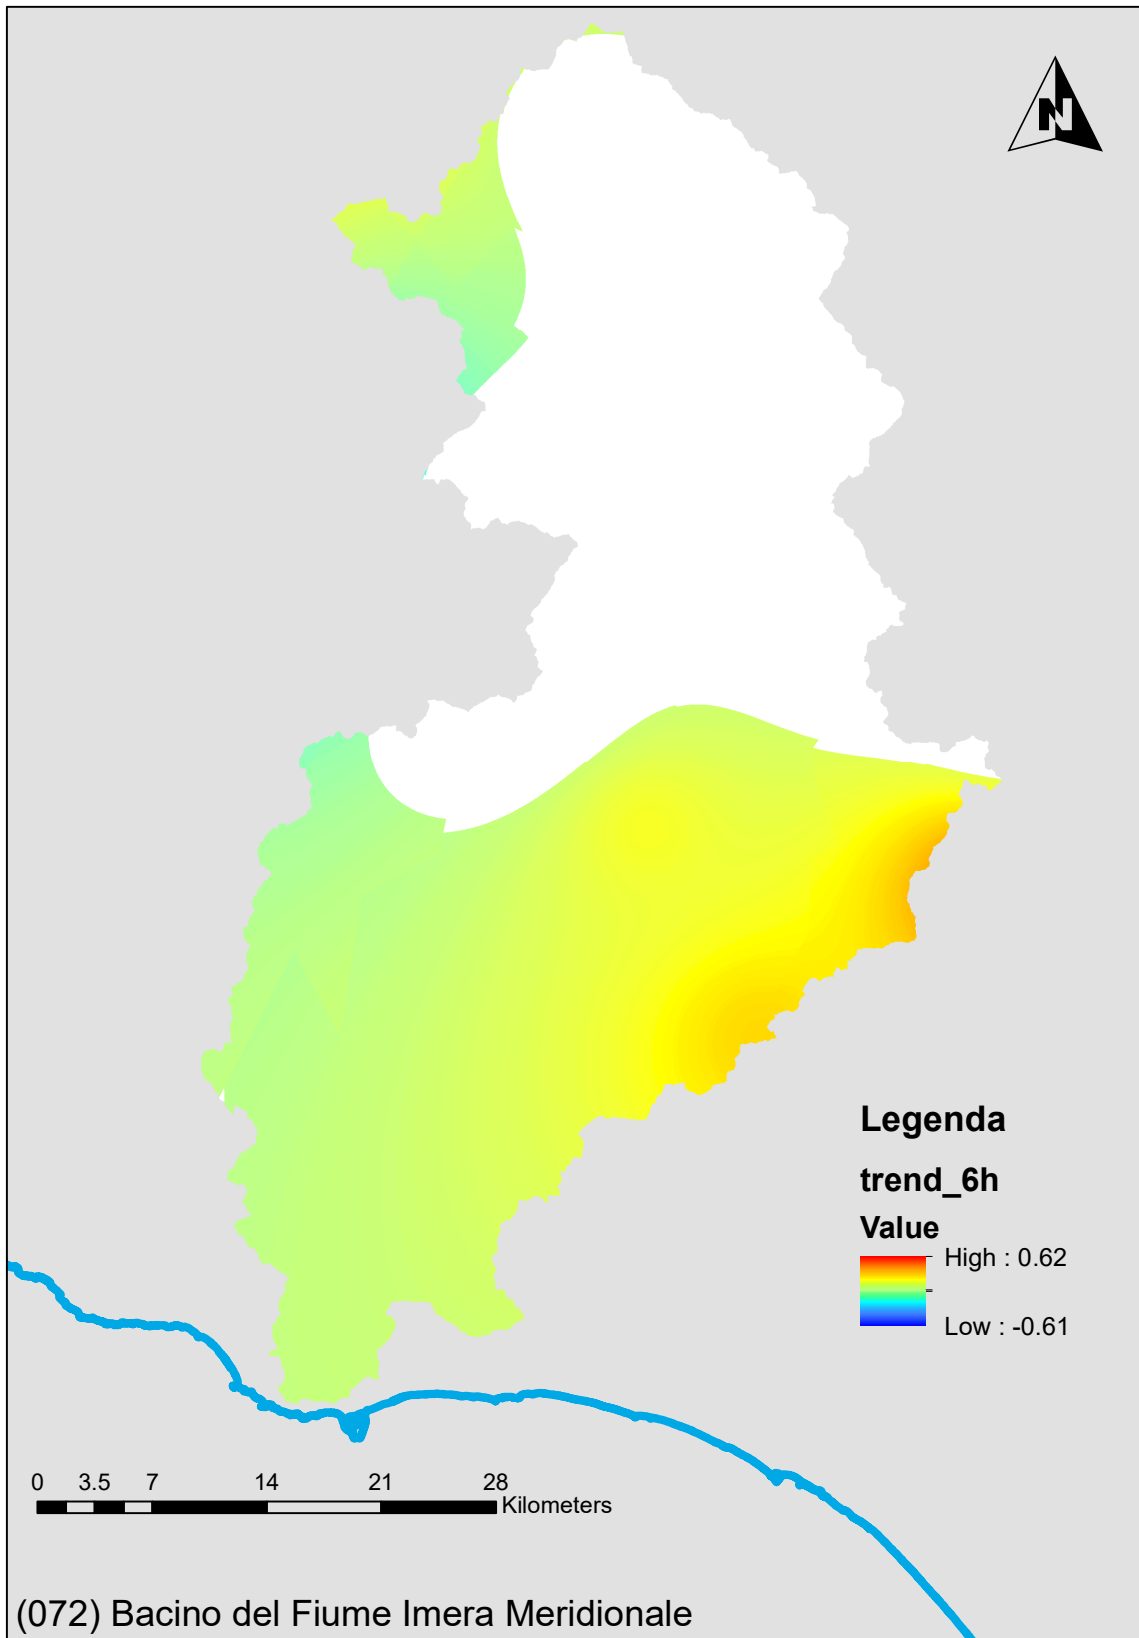 N
Legenda
trend_6h
Value
High : 0.62
Low : -0.61
0 3.5 7 14 21 28
Kilometers
(072) Bacino del Fiume Imera Meridionale